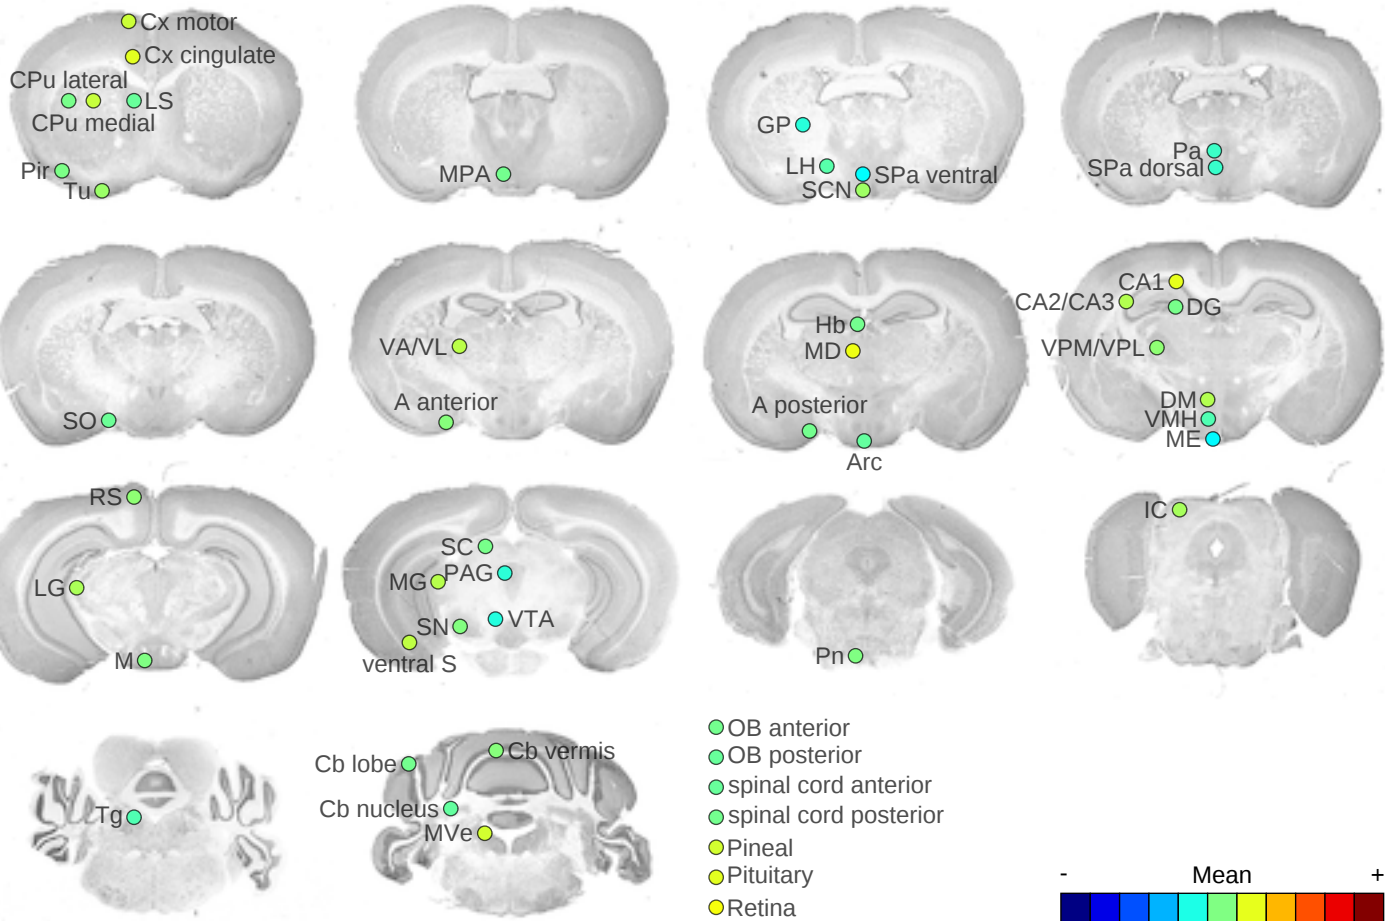 Cx motor
Cx cingulate
CPu lateral
LS
CPu medial
Pir
Tu
MPA
GP
LH
SPa ventral
SCN
Pa
SPa dorsal
SO
VA/VL
A anterior
Hb
MD
A posterior
Arc
CA1
CA2/CA3
DG
VPM/VPL
DM
VMH
ME
RS
LG
M
SC
MG
PAG
SN
VTA
ventral S
Pn
IC
Tg
Cb lobe
Cb vermis
Cb nucleus
MVe
OB anterior
OB posterior
spinal cord anterior
spinal cord posterior
Pineal
Pituitary
Retina
- Mean +